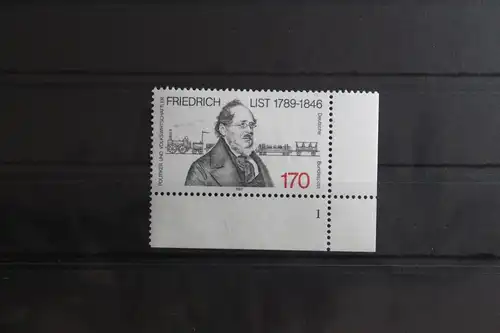 FRIEDRICH LIST 1789-1846
POLITIKER UND VOLKSWIRTSCHAFTLER
Deutsche Bundespost
170
1